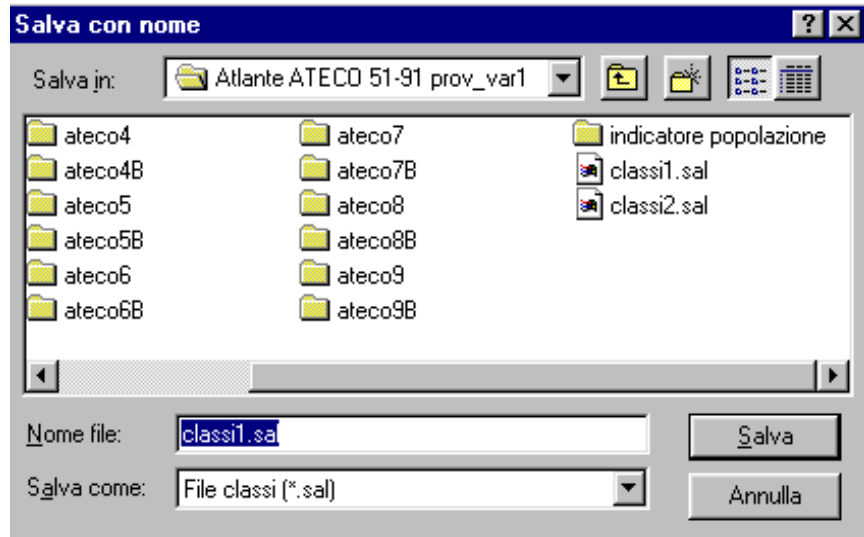 Salva con nome
Salva in: Atlante ATECO 51-91 prov_var1
ateco4 ateco7 indicatore popolazione
ateco4B ateco7B classi1.sal
ateco5 ateco8 classi2.sal
ateco5B ateco8B
ateco6 ateco9
ateco6B ateco9B
Nome file: classi1.sal Salva
Salva come: File classi (*.sal) Annulla